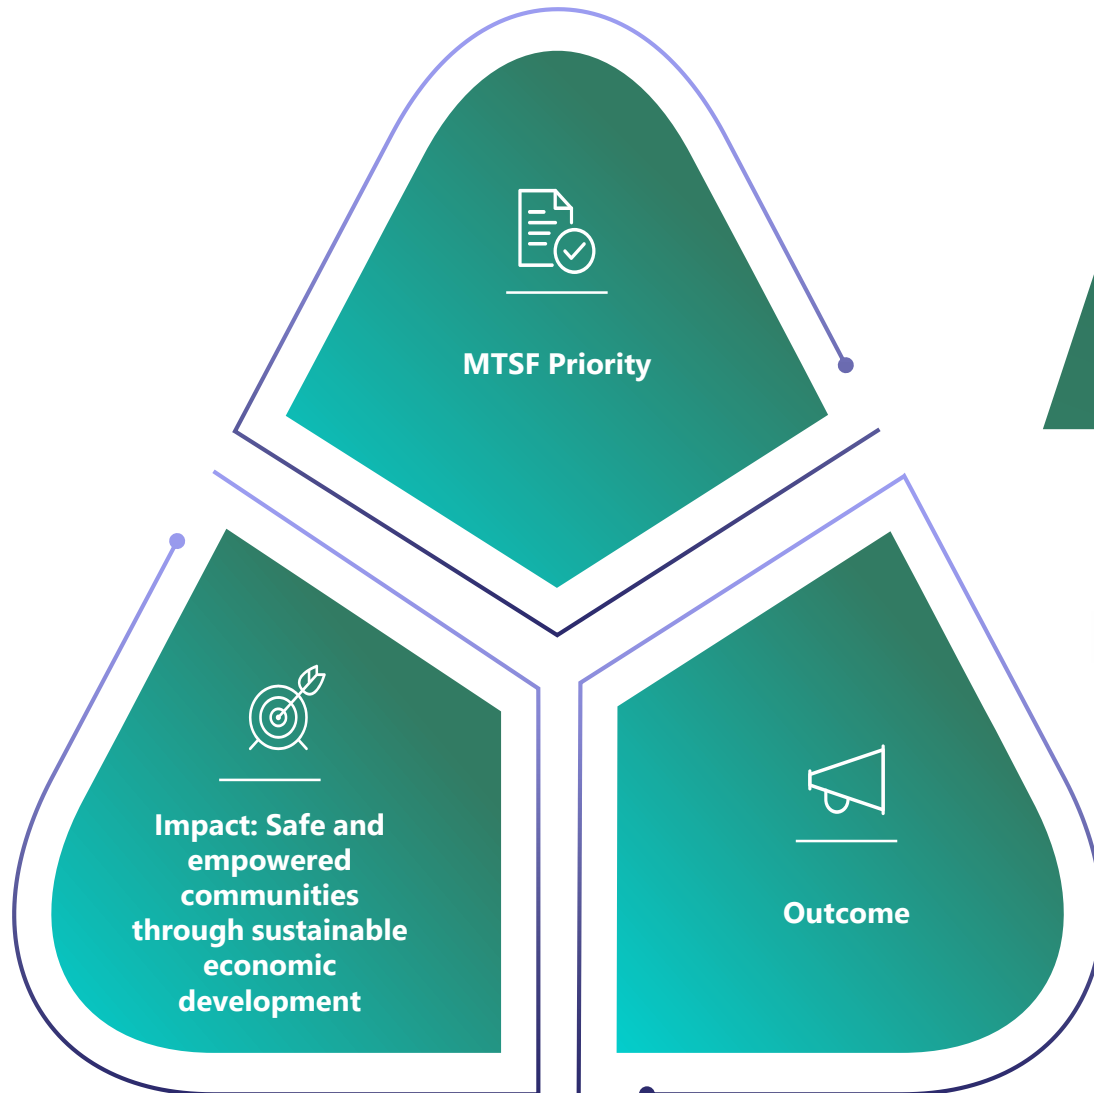 MTSF Priority
Impact: Safe and
empowered
communities
through sustainable
economic
development
Outcome